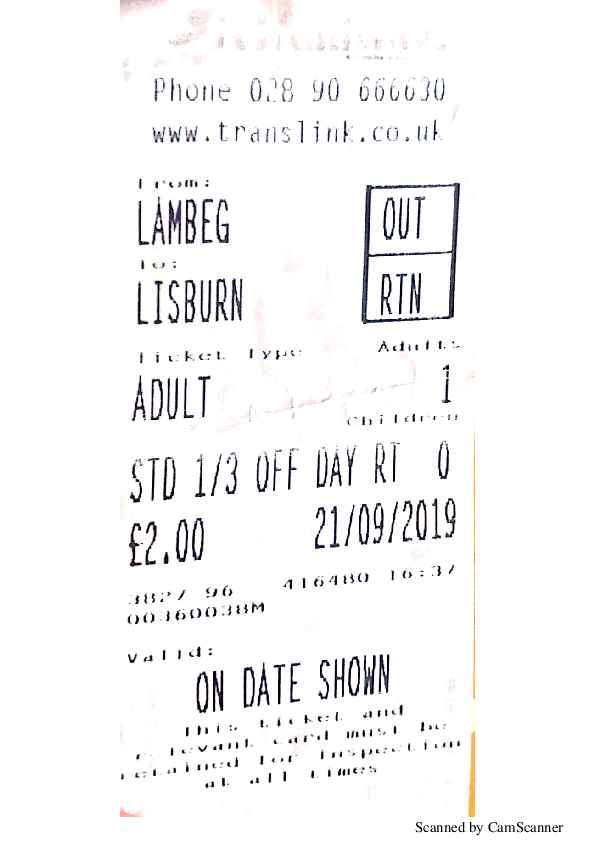 Phone 028 90 666630
www.translink.co.uk
From:
LAMBEG
OUT
To:
LISBURN
RTN
Ticket Type
Adults
ADULT
1
Children
STD 1/3 OFF DAY RT 0
£2.00 21/09/2019
3827 96 416480 16:37
00360038M
Valid:
ON DATE SHOWN
This ticket and
relevant card must be
retained for inspection
at all times
Scanned by CamScanner